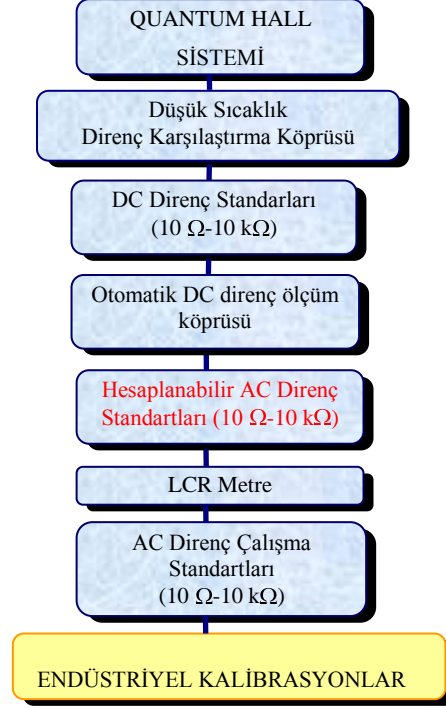 QUANTUM HALL
SİSTEMİ
Düşük Sıcaklık
Direnç Karşılaştırma Köprüsü
DC Direnç Standarları
(10 Ω-10 kΩ)
Otomatik DC direnç ölçüm
köprüsü
Hesaplanabilir AC Direnç
Standartları (10 Ω-10 kΩ)
LCR Metre
AC Direnç Çalışma
Standartları
(10 Ω-10 kΩ)
ENDÜSTRİYEL KALİBRASYONLAR